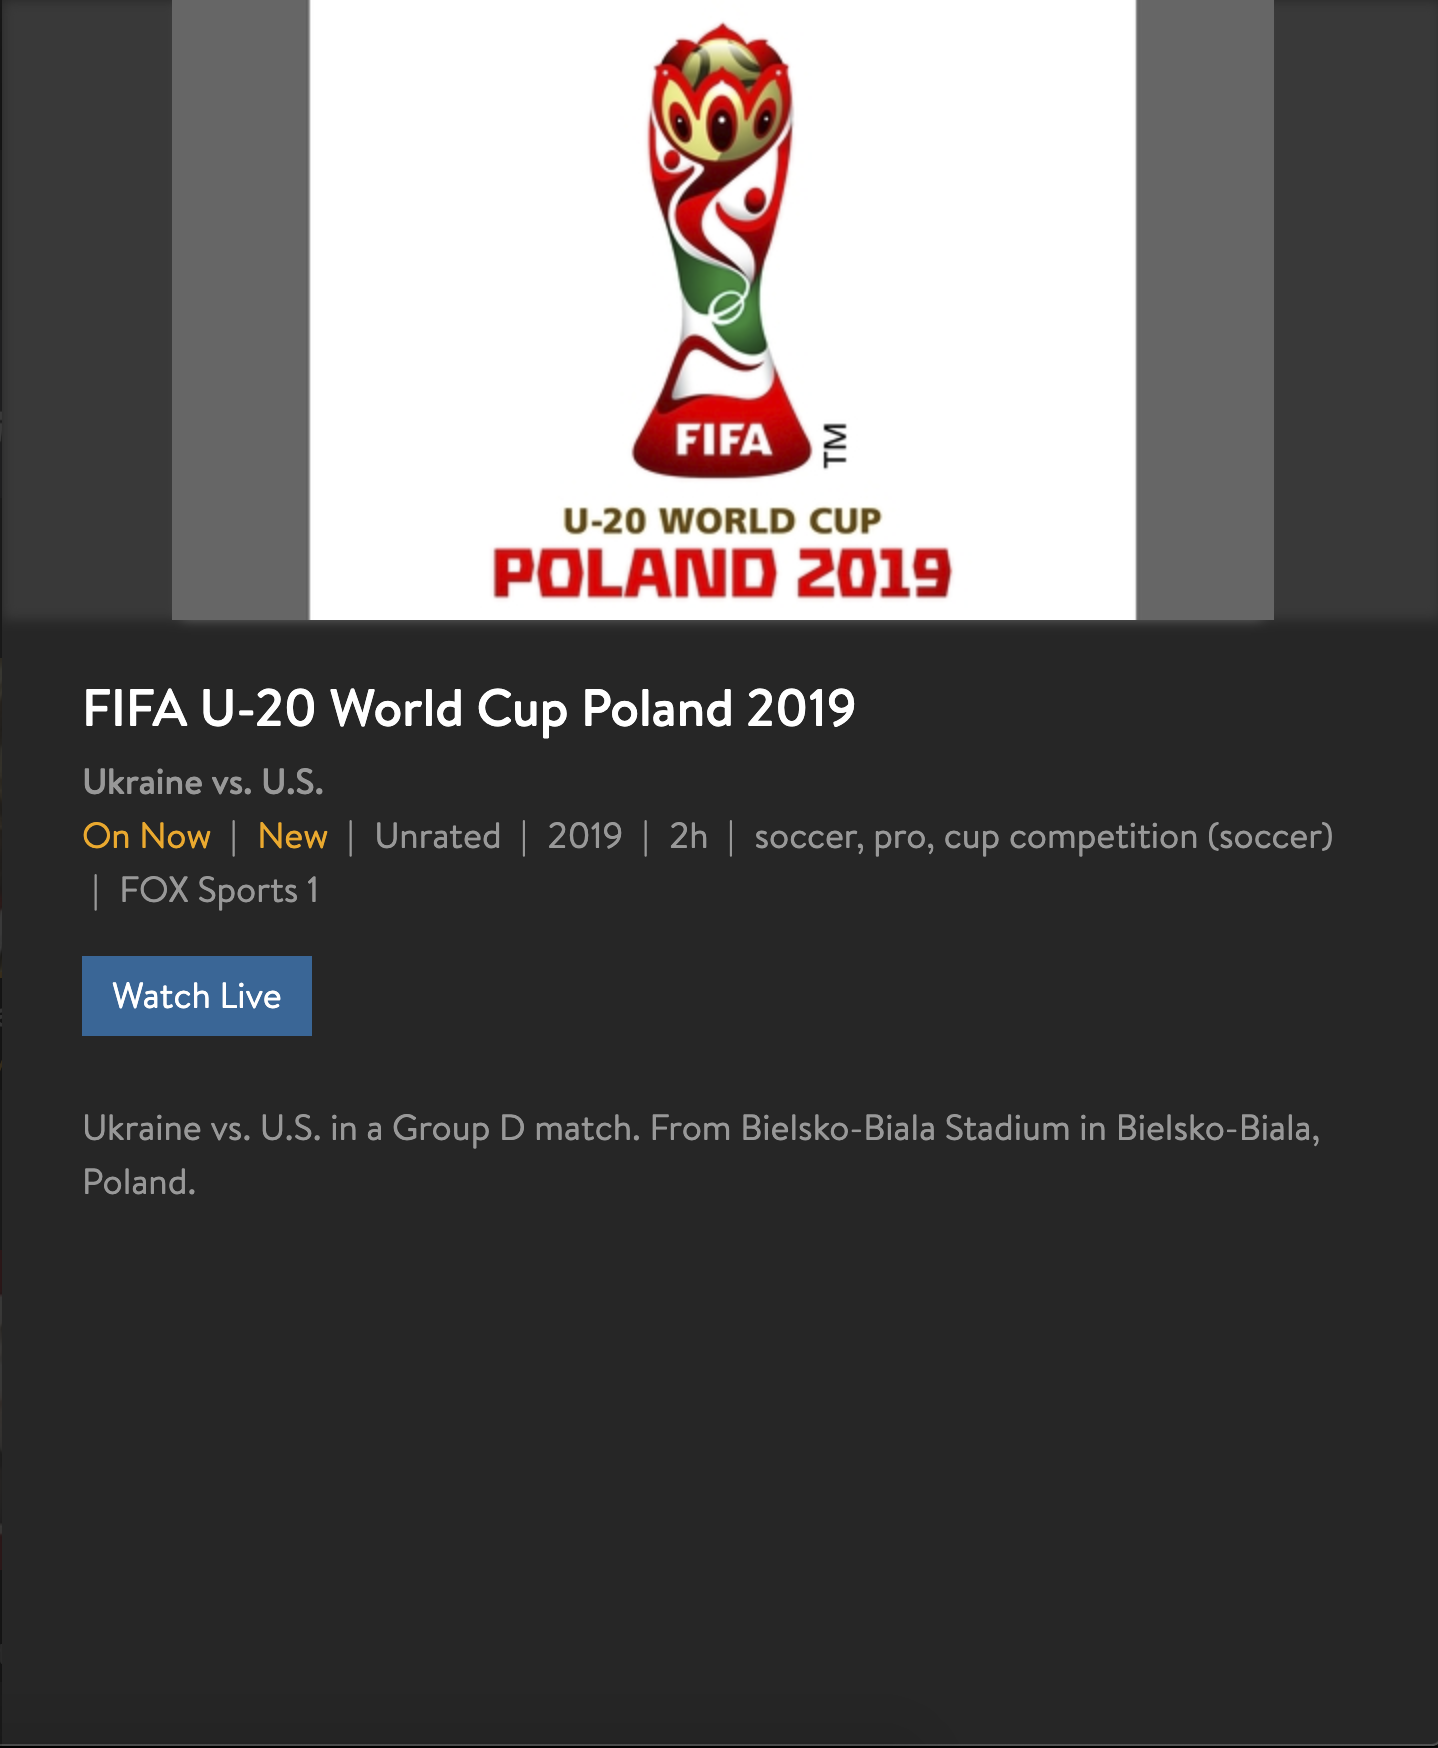 FIFA
TM
U-20 WORLD CUP
POLAND 2019
FIFA U-20 World Cup Poland 2019
Ukraine vs. U.S.
On Now | New | Unrated | 2019 | 2h | soccer, pro, cup competition (soccer)
| FOX Sports 1
Watch Live
Ukraine vs. U.S. in a Group D match. From Bielsko-Biala Stadium in Bielsko-Biala,
Poland.